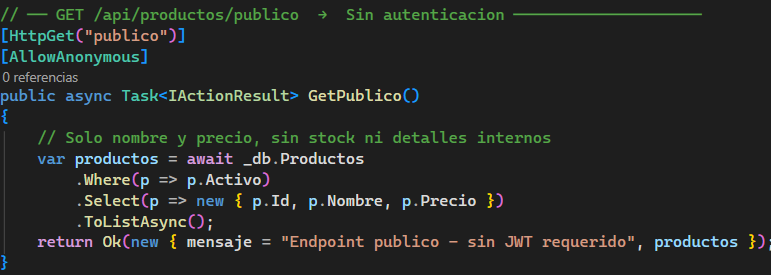 // ── GET /api/productos/publico  →  Sin autenticacion ──────────────────
[HttpGet("publico")]
[AllowAnonymous]
0 referencias
public async Task<IActionResult> GetPublico()
{
    // Solo nombre y precio, sin stock ni detalles internos
    var productos = await _db.Productos
        .Where(p => p.Activo)
        .Select(p => new { p.Id, p.Nombre, p.Precio })
        .ToListAsync();
    return Ok(new { mensaje = "Endpoint publico - sin JWT requerido", productos });
}